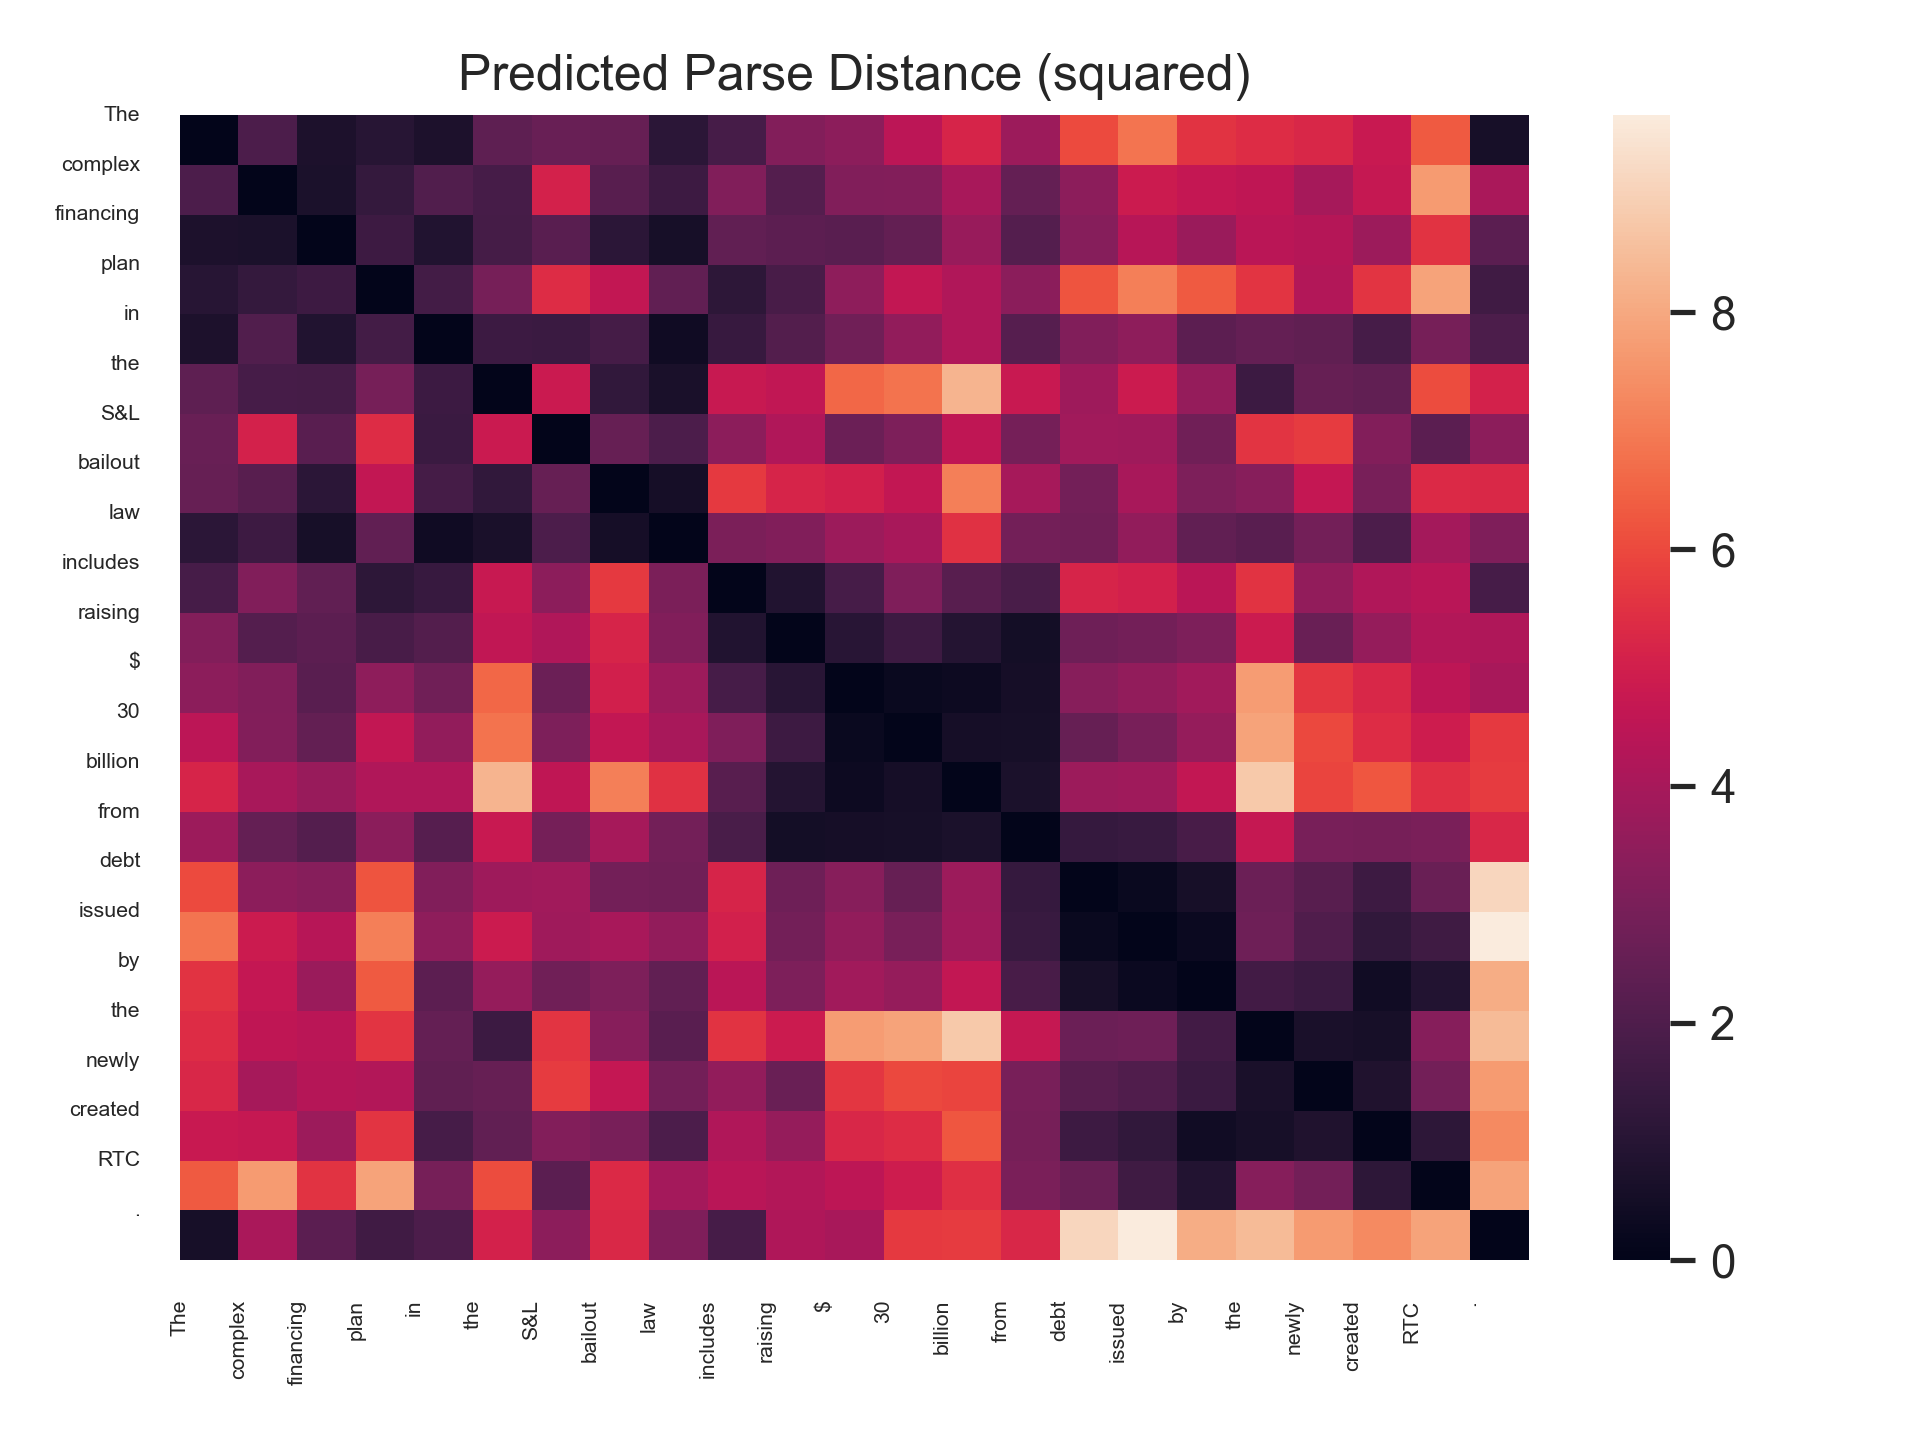 Predicted Parse Distance (squared)
The
complex
financing
plan
in
the
S&L
bailout
law
includes
raising
$
30
billion
from
debt
issued
by
the
newly
created
RTC
.
The
complex
financing
plan
in
the
S&L
bailout
law
includes
raising
$
30
billion
from
debt
issued
by
the
newly
created
RTC
.
8
6
4
2
0